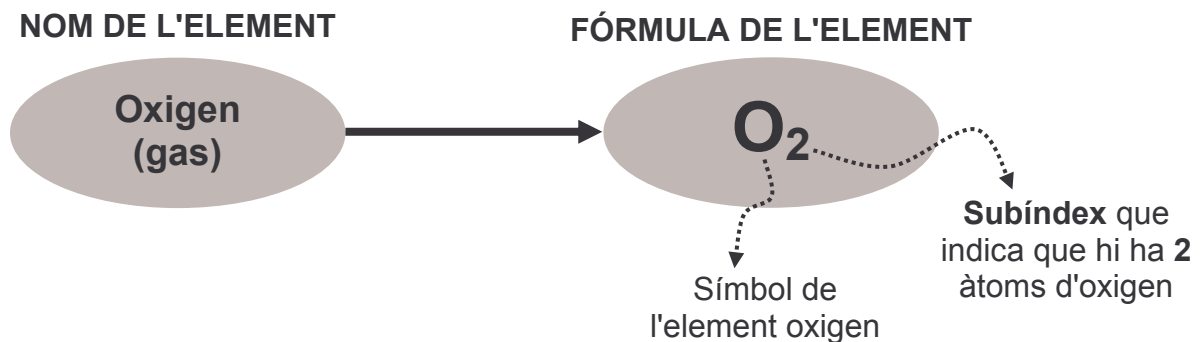 NOM DE L'ELEMENT
FÓRMULA DE L'ELEMENT
Oxigen
(gas)
O₂
Subíndex que
indica que hi ha 2
àtoms d'oxigen
Símbol de
l'element oxigen